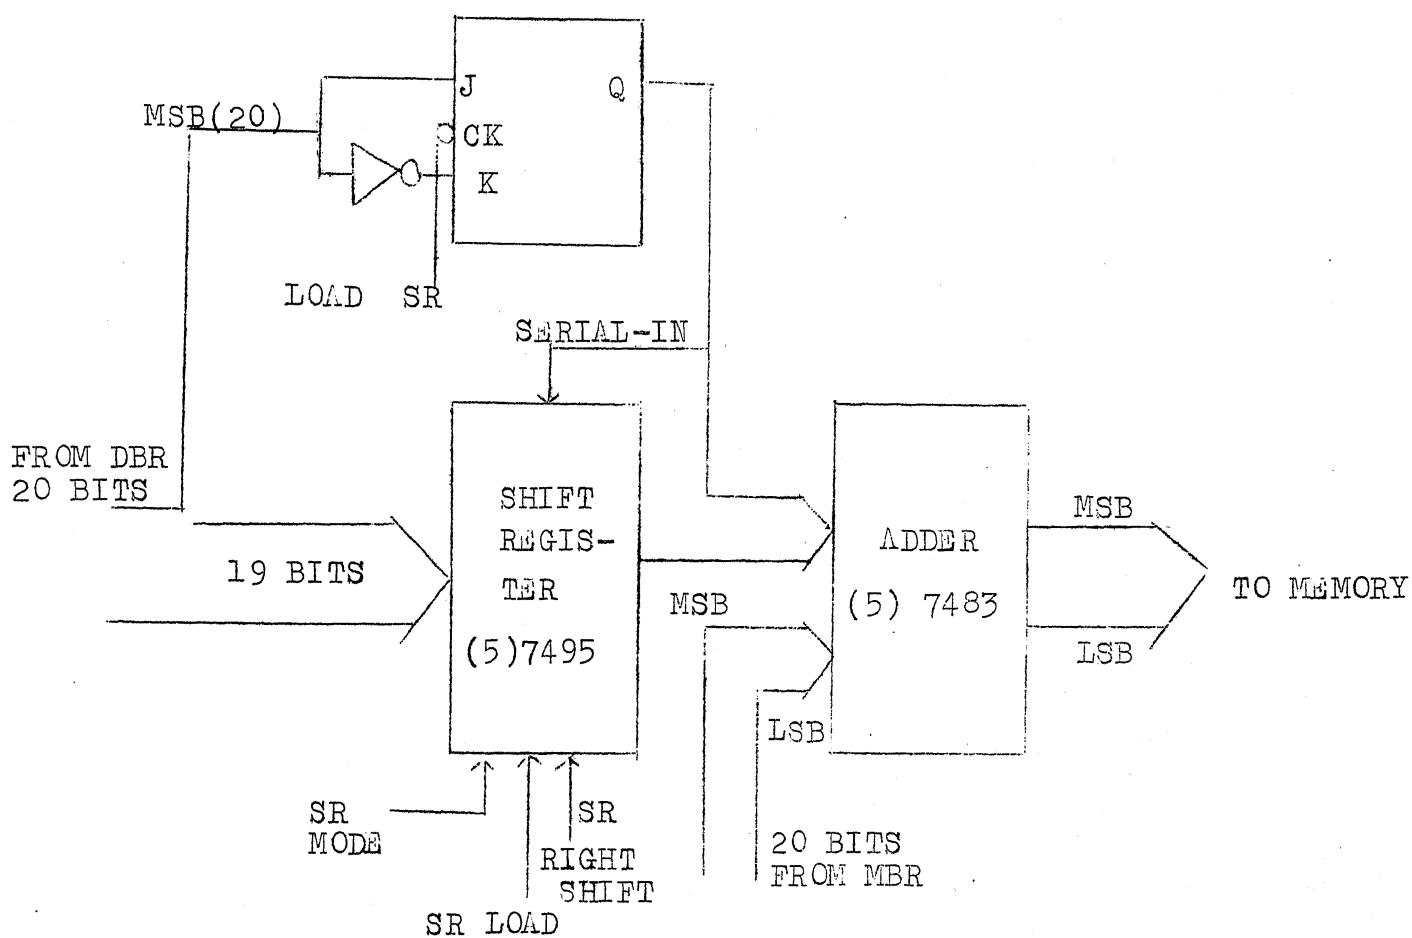 MSB(20)
J
Q
CK
K
LOAD SR
SERIAL-IN
FROM DBR
20 BITS
19 BITS
SHIFT
REGIS-
TER
(5)7495
ADDER
(5) 7483
MSB
LSB
TO MEMORY
MSB
LSB
SR
MODE
SR
RIGHT
SHIFT
SR LOAD
20 BITS
FROM MBR